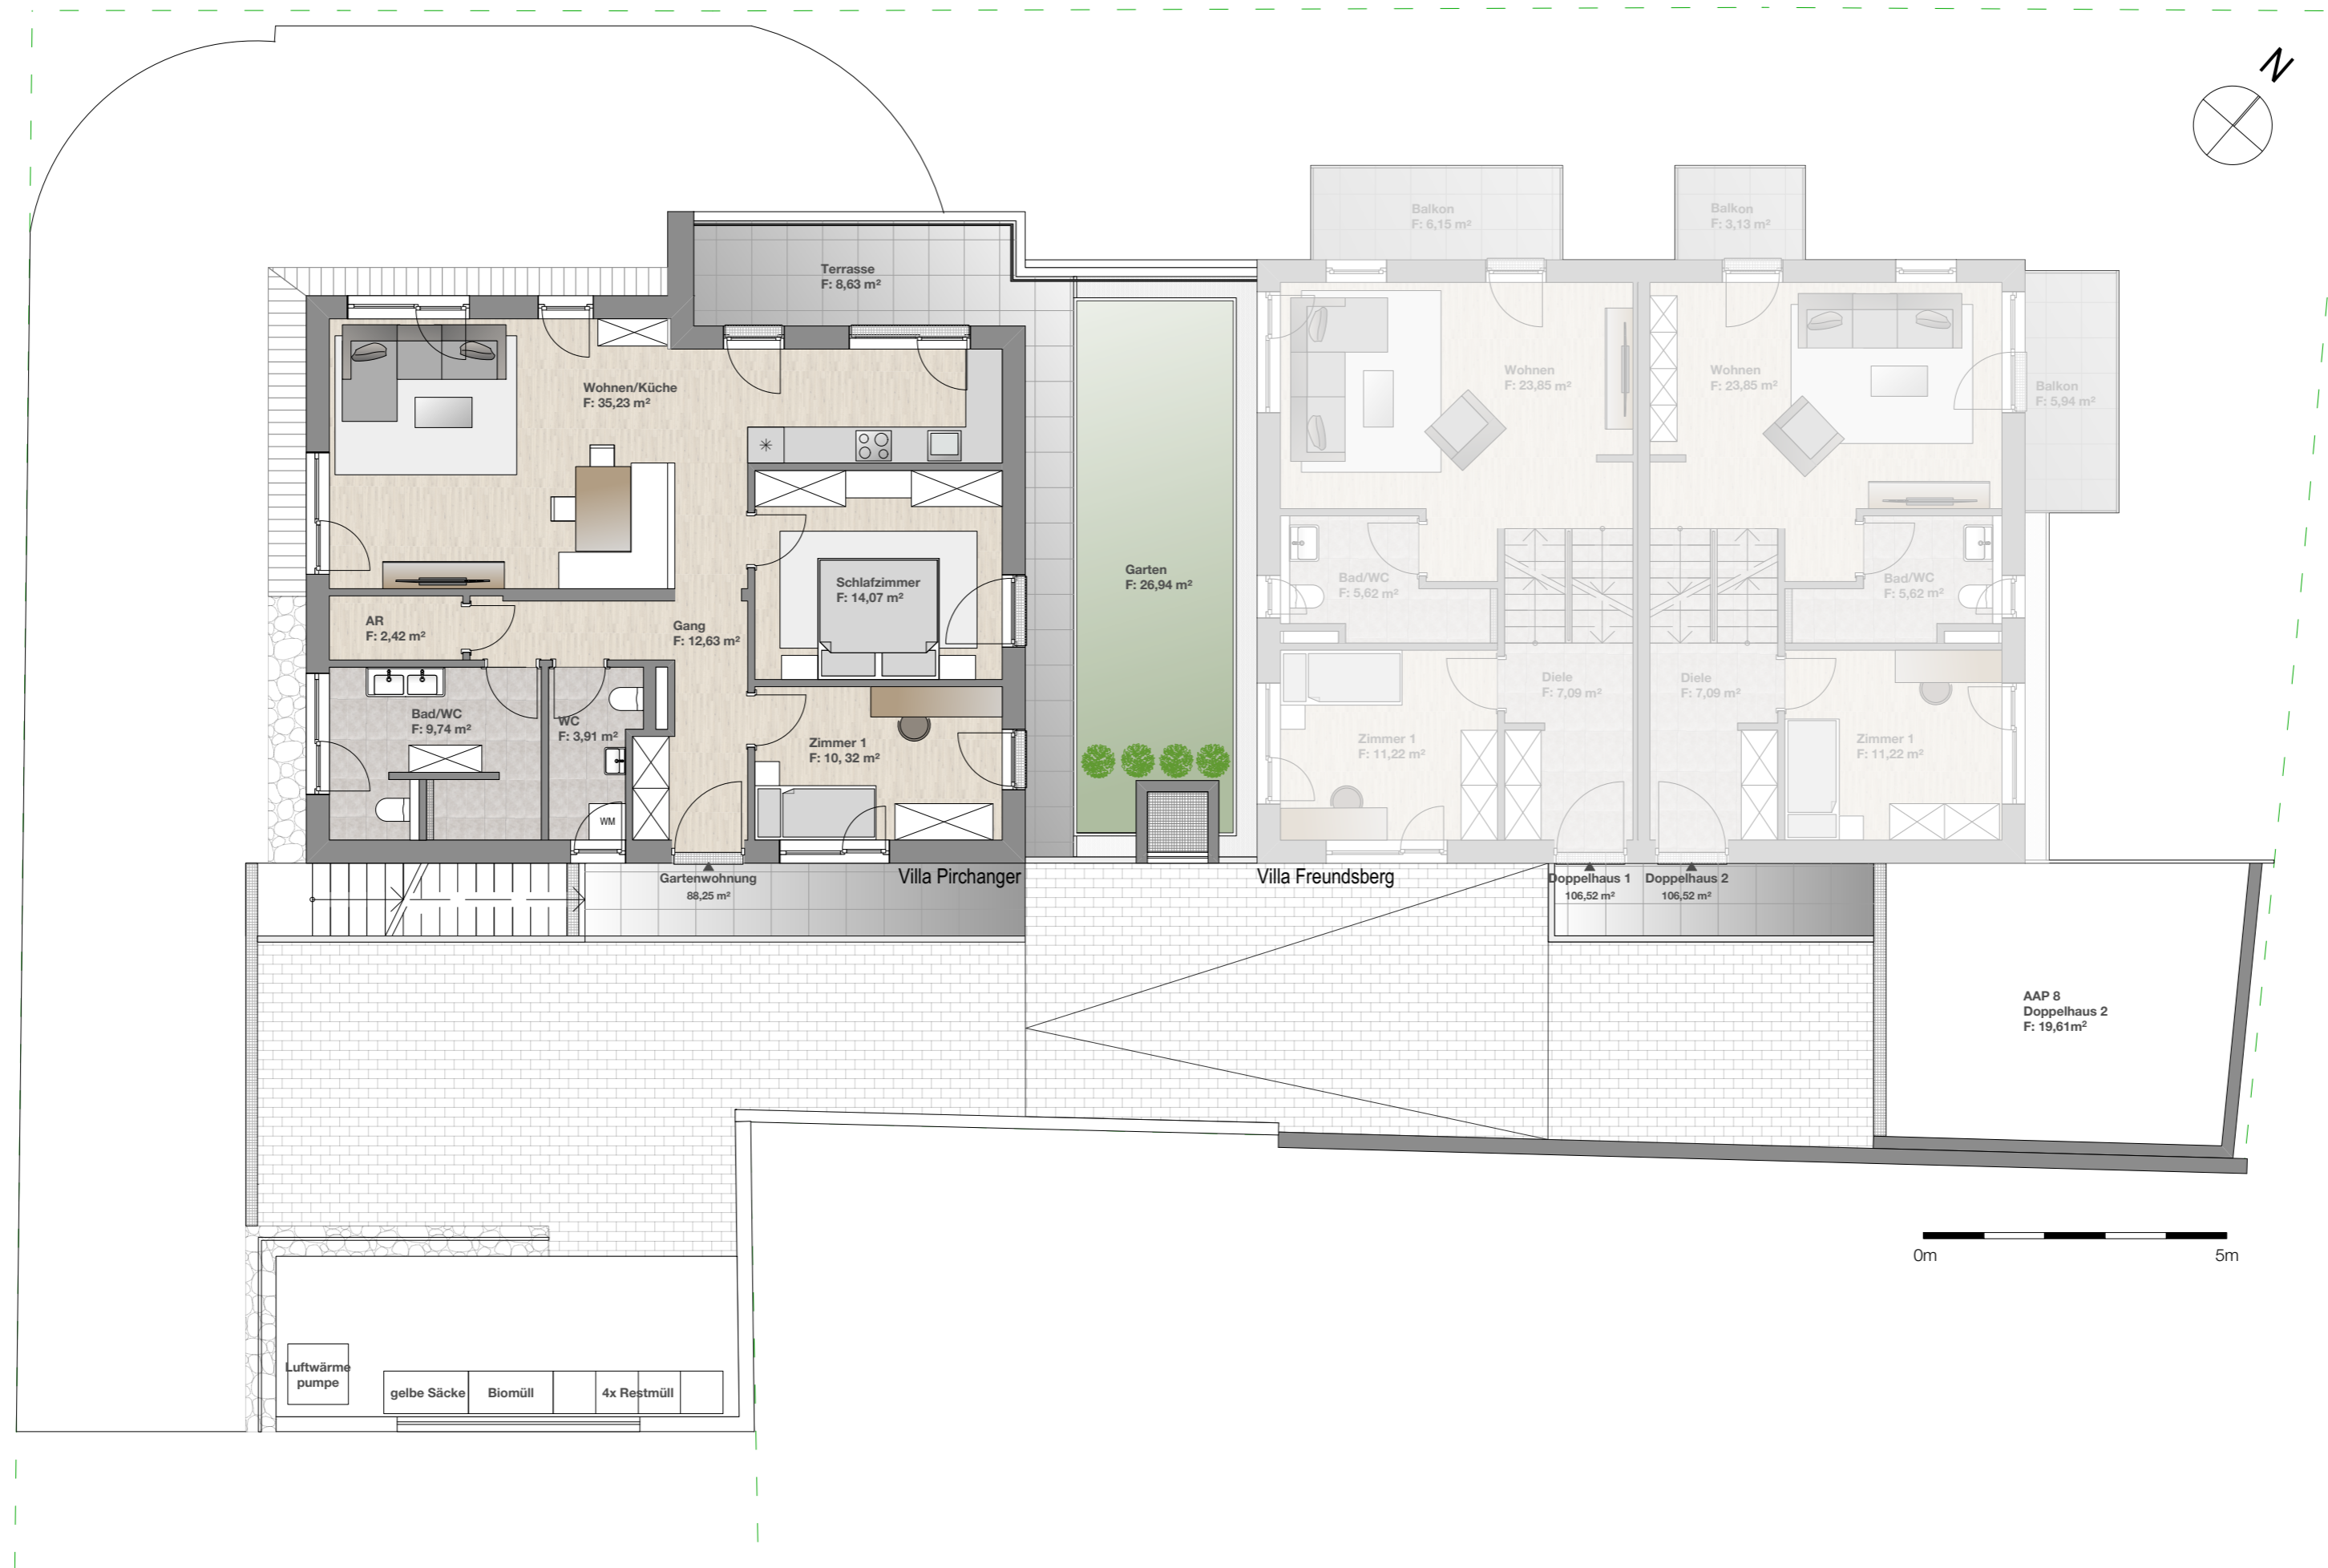 N
Balkon
F: 6,15 m²
Balkon
F: 3,13 m²
Terrasse
F: 8,63 m²
Wohnen/Küche
F: 35,23 m²
Wohnen
F: 23,85 m²
Wohnen
F: 23,85 m²
Balkon
F: 5,94 m²
Schlafzimmer
F: 14,07 m²
Garten
F: 26,94 m²
Bad/WC
F: 5,62 m²
Bad/WC
F: 5,62 m²
AR
F: 2,42 m²
Gang
F: 12,63 m²
Diele
F: 7,09 m²
Diele
F: 7,09 m²
Bad/WC
F: 9,74 m²
WC
F: 3,91 m²
Zimmer 1
F: 10, 32 m²
Zimmer 1
F: 11,22 m²
Zimmer 1
F: 11,22 m²
WM
Gartenwohnung
88,25 m²
Villa Pirchanger
Villa Freundsberg
Doppelhaus 1
106,52 m²
Doppelhaus 2
106,52 m²
AAP 8
Doppelhaus 2
F: 19,61m²
0m
5m
Luftwärme
pumpe
gelbe Säcke
Biomüll
4x Restmüll